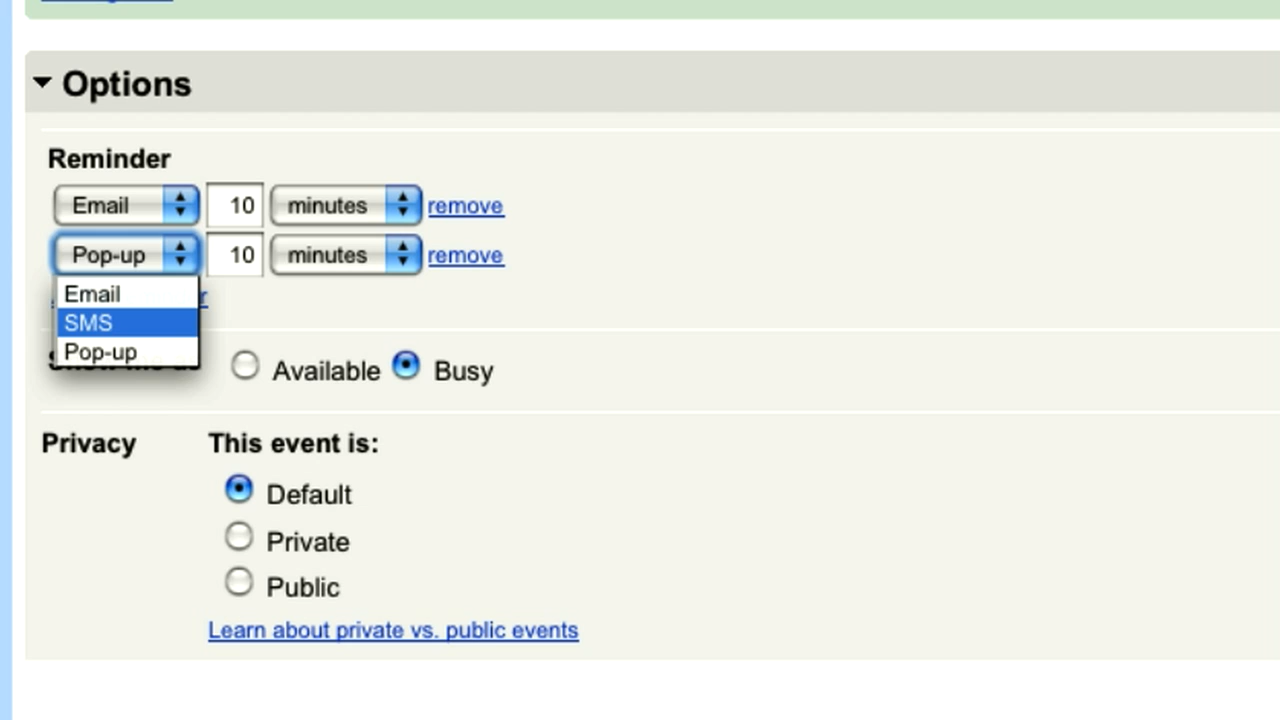 Options
Reminder
Email 10 minutes remove
Pop-up 10 minutes remove
Email
SMS
Pop-up
Available Busy
Privacy This event is:
Default
Private
Public
Learn about private vs. public events